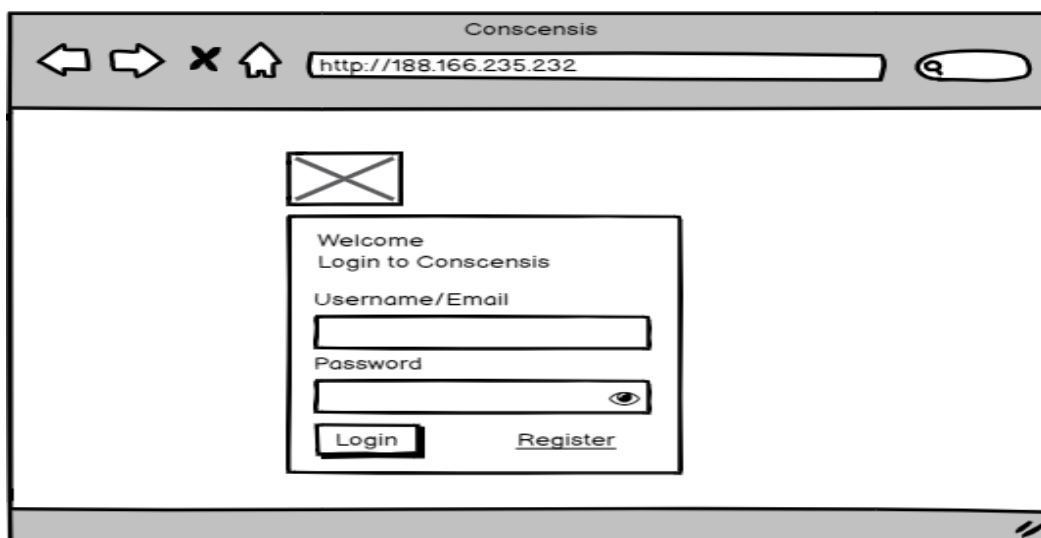 Conscensis
http://188.166.235.232
Welcome
Login to Conscensis
Username/Email
Password
Login
Register